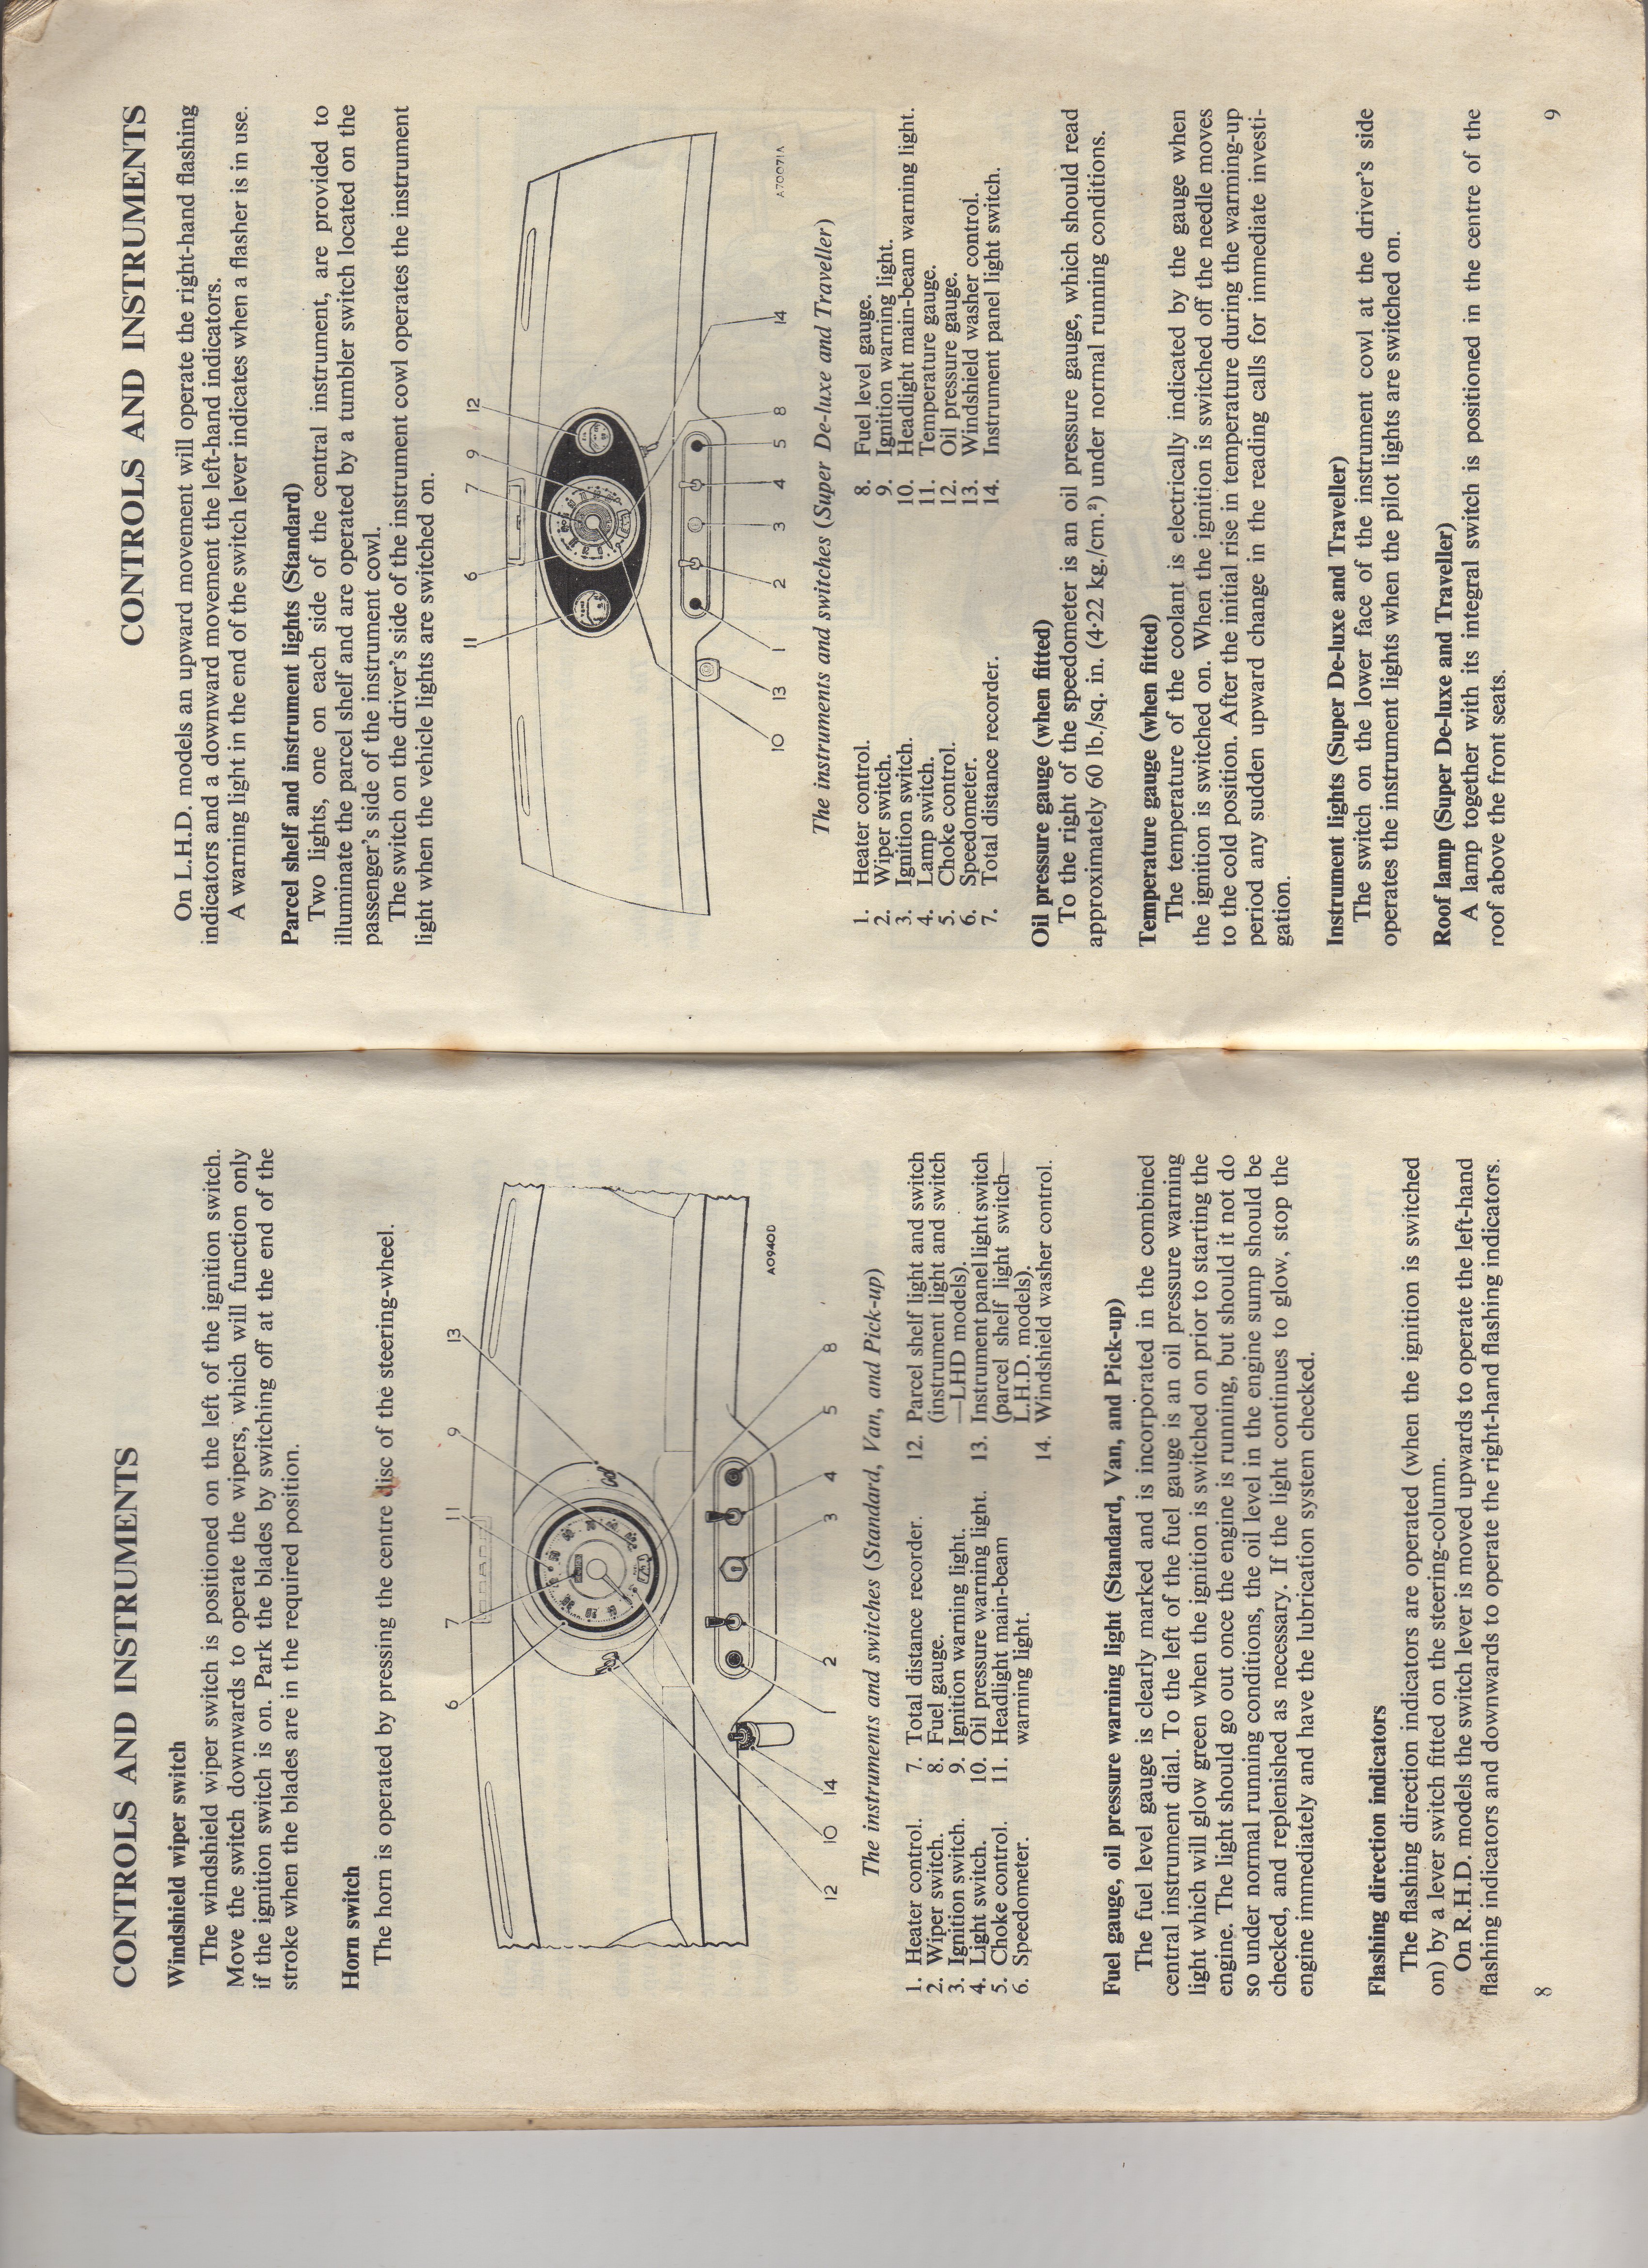 CONTROLS AND INSTRUMENTS
Windshield wiper switch
The windshield wiper switch is positioned on the left of the ignition switch.
Move the switch downwards to operate the wipers, which will function only
if the ignition switch is on. Park the blades by switching off at the end of the
stroke when the blades are in the required position.
Horn switch
The horn is operated by pressing the centre disc of the steering-wheel.
6
7
11
9
13
12
10
14
1
2
3
4
5
8
A0940D
The instruments and switches (Standard, Van, and Pick-up)
1. Heater control.
2. Wiper switch.
3. Ignition switch.
4. Light switch.
5. Choke control.
6. Speedometer.
7. Total distance recorder.
8. Fuel gauge.
9. Ignition warning light.
10. Oil pressure warning light.
11. Headlight main-beam
warning light.
12. Parcel shelf light and switch
(instrument light and switch
—LHD models).
13. Instrument panel light switch
(parcel shelf light switch—
L.H.D. models).
14. Windshield washer control.
Fuel gauge, oil pressure warning light (Standard, Van, and Pick-up)
The fuel level gauge is clearly marked and is incorporated in the combined
central instrument dial. To the left of the fuel gauge is an oil pressure warning
light which will glow green when the ignition is switched on prior to starting the
engine. The light should go out once the engine is running, but should it not do
so under normal running conditions, the oil level in the engine sump should be
checked, and replenished as necessary. If the light continues to glow, stop the
engine immediately and have the lubrication system checked.
Flashing direction indicators
The flashing direction indicators are operated (when the ignition is switched
on) by a lever switch fitted on the steering-column.
On R.H.D. models the switch lever is moved upwards to operate the left-hand
flashing indicators and downwards to operate the right-hand flashing indicators.
8
CONTROLS AND INSTRUMENTS
On L.H.D. models an upward movement will operate the right-hand flashing
indicators and a downward movement the left-hand indicators.
A warning light in the end of the switch lever indicates when a flasher is in use.
Parcel shelf and instrument lights (Standard)
Two lights, one on each side of the central instrument, are provided to
illuminate the parcel shelf and are operated by a tumbler switch located on the
passenger's side of the instrument cowl.
The switch on the driver's side of the instrument cowl operates the instrument
light when the vehicle lights are switched on.
11
6
7
9
12
10
13
1
2
3
4
5
8
14
A70071A
The instruments and switches (Super De-luxe and Traveller)
1. Heater control.
2. Wiper switch.
3. Ignition switch.
4. Lamp switch.
5. Choke control.
6. Speedometer.
7. Total distance recorder.
8. Fuel level gauge.
9. Ignition warning light.
10. Headlight main-beam warning light.
11. Temperature gauge.
12. Oil pressure gauge.
13. Windshield washer control.
14. Instrument panel light switch.
Oil pressure gauge (when fitted)
To the right of the speedometer is an oil pressure gauge, which should read
approximately 60 lb./sq. in. (4·22 kg./cm.²) under normal running conditions.
Temperature gauge (when fitted)
The temperature of the coolant is electrically indicated by the gauge when
the ignition is switched on. When the ignition is switched off the needle moves
to the cold position. After the initial rise in temperature during the warming-up
period any sudden upward change in the reading calls for immediate investi-
gation.
Instrument lights (Super De-luxe and Traveller)
The switch on the lower face of the instrument cowl at the driver's side
operates the instrument lights when the pilot lights are switched on.
Roof lamp (Super De-luxe and Traveller)
A lamp together with its integral switch is positioned in the centre of the
roof above the front seats.
9